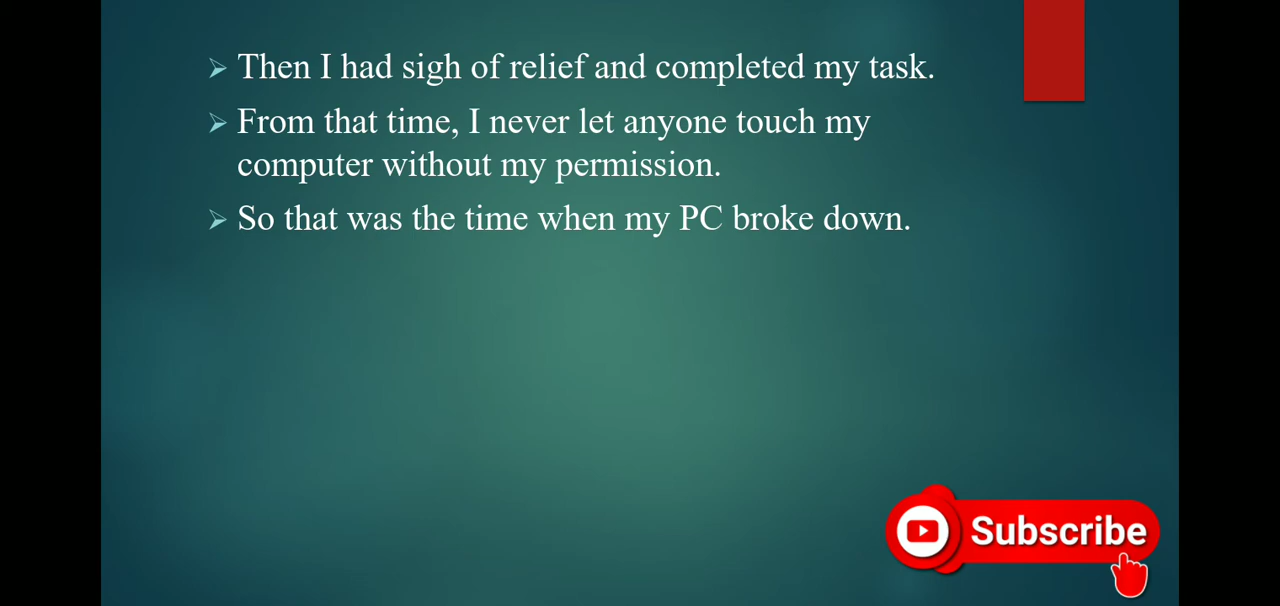 Then I had sigh of relief and completed my task.
From that time, I never let anyone touch my
computer without my permission.
So that was the time when my PC broke down.
Subscribe